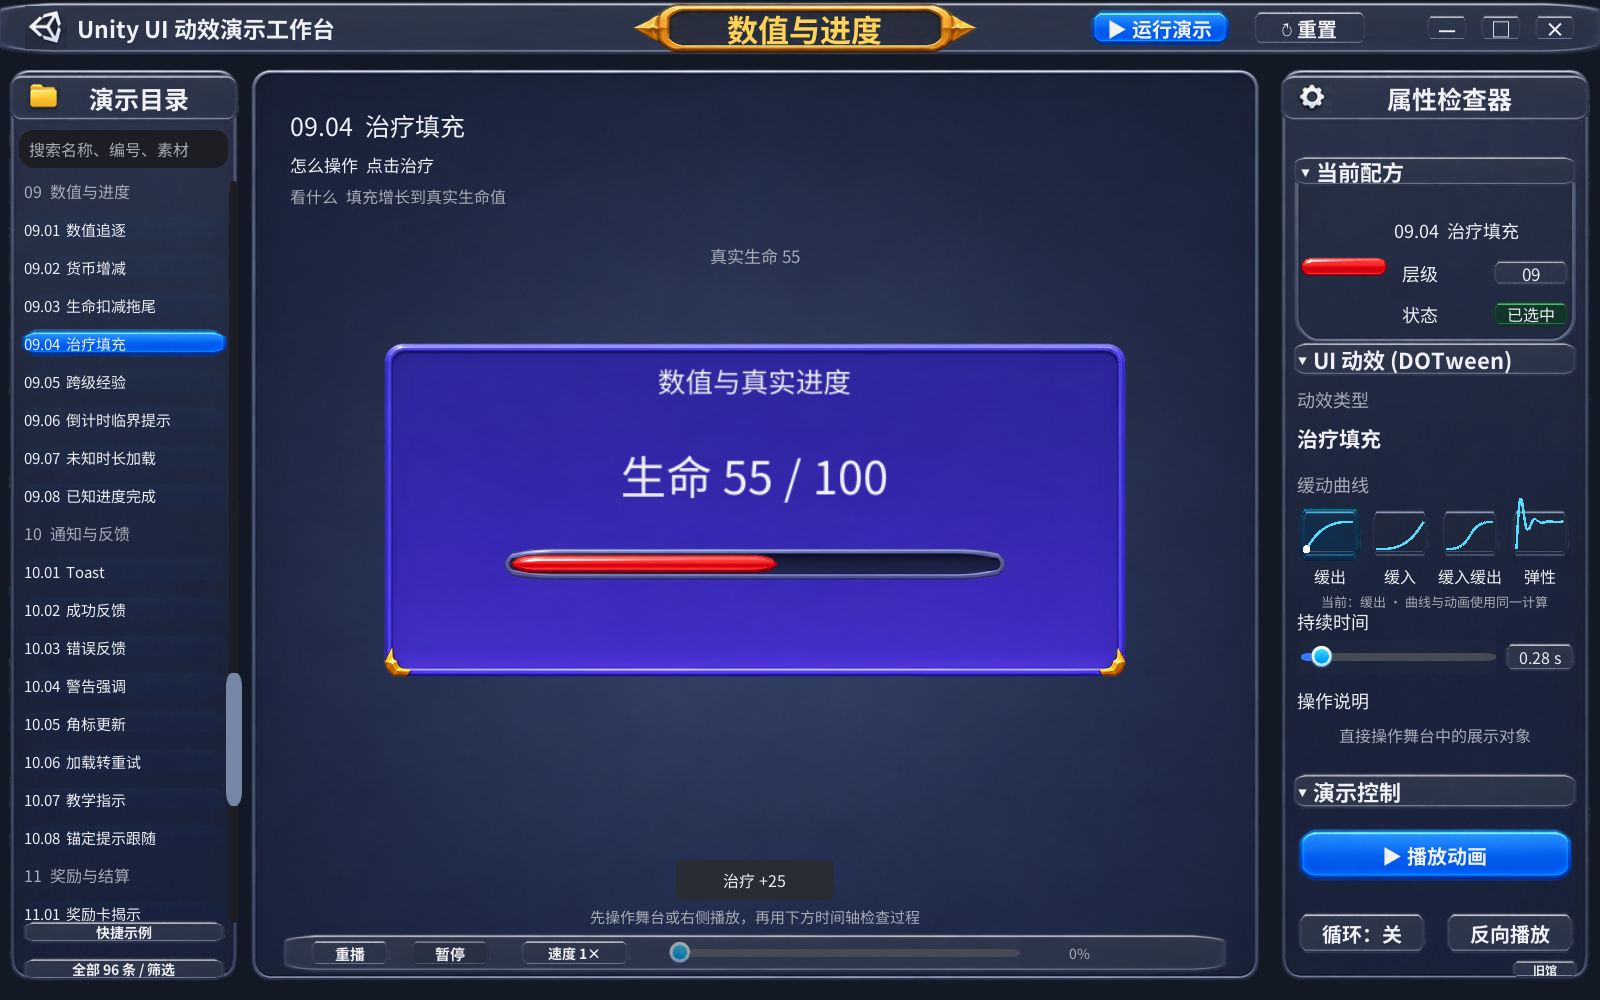 Unity UI 动效演示工作台
数值与进度
▶ 运行演示
重置
演示目录
搜索名称、编号、素材
09 数值与进度
09.01 数值追逐
09.02 货币增减
09.03 生命扣减拖尾
09.04 治疗填充
09.05 跨级经验
09.06 倒计时临界提示
09.07 未知时长加载
09.08 已知进度完成
10 通知与反馈
10.01 Toast
10.02 成功反馈
10.03 错误反馈
10.04 警告强调
10.05 角标更新
10.06 加载转重试
10.07 教学指示
10.08 锚定提示跟随
11 奖励与结算
11.01 奖励卡揭示
快捷示例
全部 96 条 / 筛选
09.04 治疗填充
怎么操作 点击治疗
看什么 填充增长到真实生命值
真实生命 55
数值与真实进度
生命 55 / 100
治疗 +25
先操作舞台或右侧播放，再用下方时间轴检查过程
重播
暂停
速度 1×
0%
属性检查器
▼ 当前配方
09.04 治疗填充
层级 09
状态 已选中
▼ UI 动效 (DOTween)
动效类型
治疗填充
缓动曲线
缓出 缓入 缓入缓出 弹性
当前：缓出 · 曲线与动画使用同一计算
持续时间
0.28 s
操作说明
直接操作舞台中的展示对象
▼ 演示控制
▶ 播放动画
循环：关
反向播放
旧馆